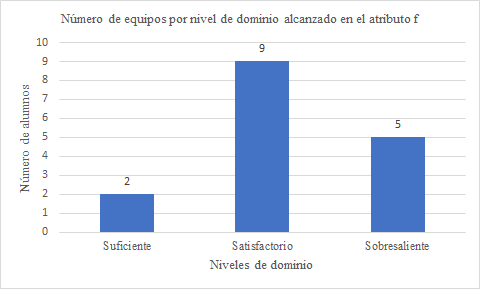 Número de equipos por nivel de dominio alcanzado en el atributo f
Número de alumnos
10
9
8
7
6
5
4
3
2
1
0
2
9
5
Suficiente
Satisfactorio
Sobresaliente
Niveles de dominio